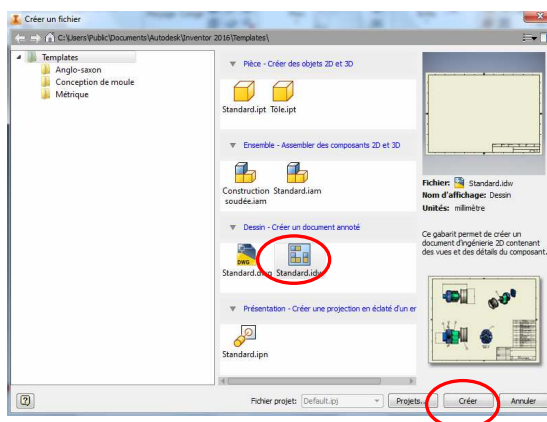 Créer un fichier
C:\Users\Public\Documents\Autodesk\Inventor 2016\Templates\
Templates
Anglo-saxon
Conception de moule
Métrique
Pièce - Créer des objets 2D et 3D
Standard.ipt Tôle.ipt
Ensemble - Assembler des composants 2D et 3D
Construction soudée.iam Standard.iam
Dessin - Créer un document annoté
DWG
Standard.dwg Standard.idw
Présentation - Créer une projection en éclaté d'un er
Standard.ipn
Fichier: Standard.idw
Nom d'affichage: Dessin
Unités: millimètre
Ce gabarit permet de créer un
document d'ingénierie 2D contenant
des vues et des détails du composant.
Fichier projet: Default.ipj Projets... Créer Annuler